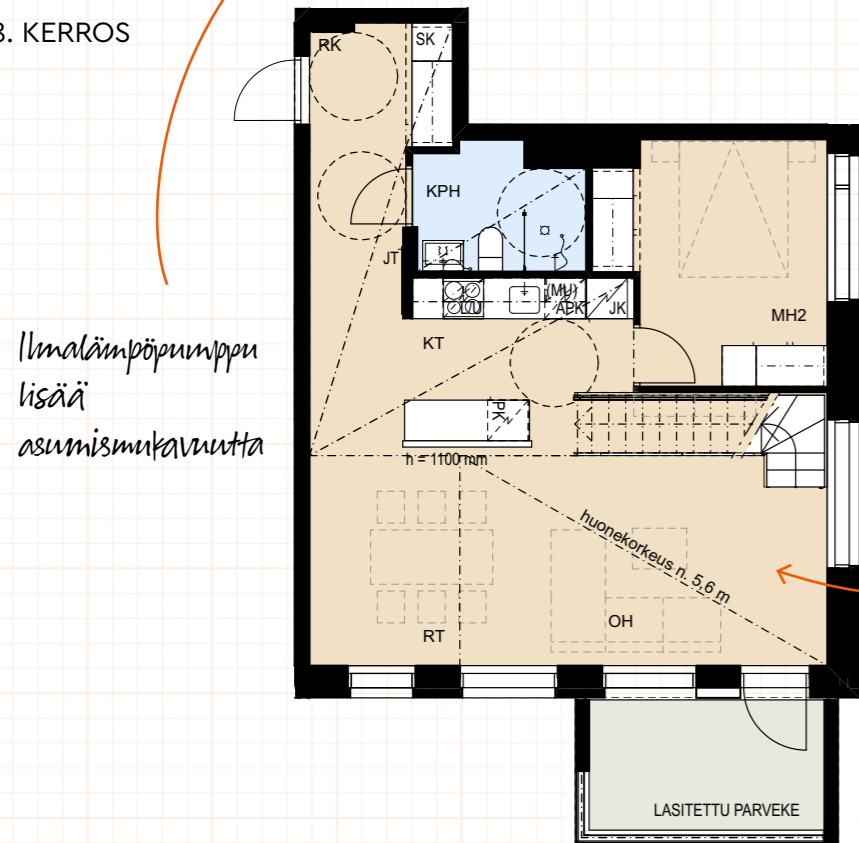 3. KERROS
RK
SK
KPH
JT
LU
(MU)
APK
JK
MH2
KT
PK
h = 1100 mm
Ilmalämpöpumppu
lisää
asumismukavuutta
huonekorkeus n. 5,6 m
RT
OH
LASITETTU PARVEKE